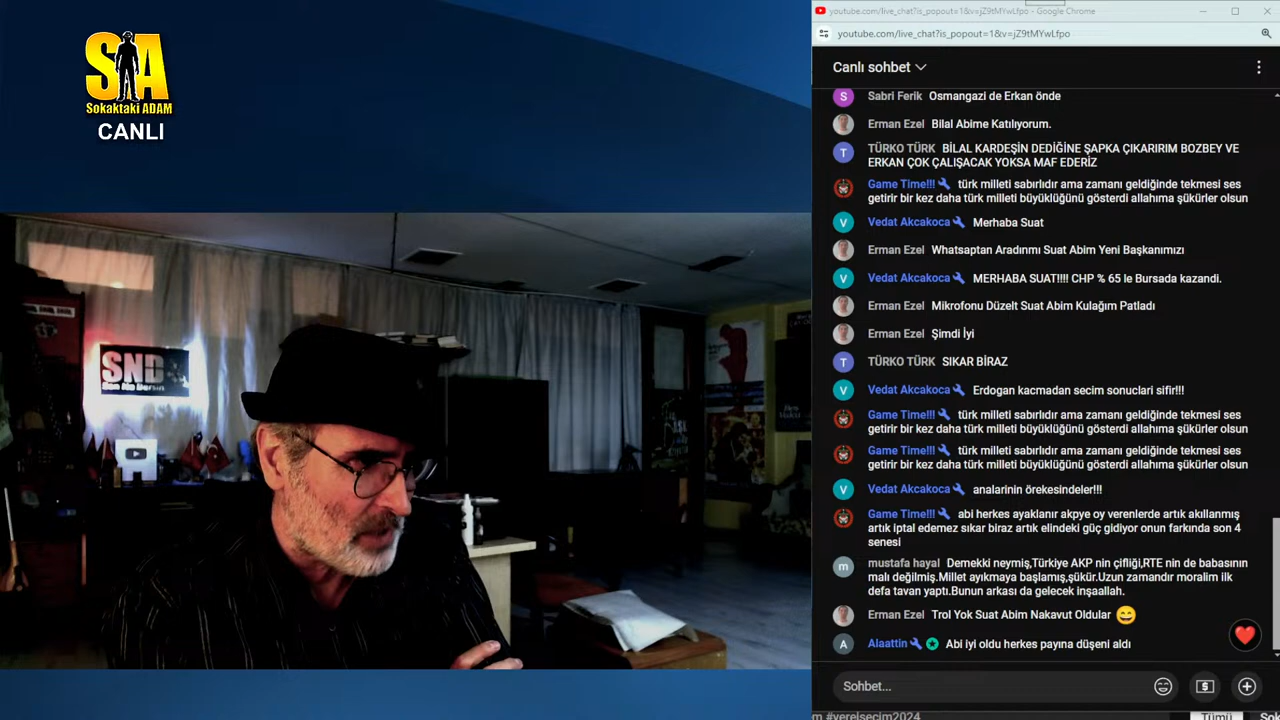 youtube.com/live_chat?is_popout=1&v=jZ9tMYwLfpo - Google Chrome
youtube.com/live_chat?is_popout=1&v=jZ9tMYwLfpo
SA
Sokaktaki ADAM
CANLI
SND
Canlı sohbet
S Sabri Ferik Osmangazi de Erkan önde
Erman Ezel Bilal Abime Katılıyorum.
T TÜRKO TÜRK BİLAL KARDEŞİN DEDİĞİNE ŞAPKA ÇIKARIRIM BOZBEY VE
ERKAN ÇOK ÇALIŞACAK YOKSA MAF EDERİZ
Game Time!!! türk milleti sabırlıdır ama zamanı geldiğinde tekmesi ses
getirir bir kez daha türk milleti büyüklüğünü gösterdi allahıma şükürler olsun
V Vedat Akcakoca Merhaba Suat
Erman Ezel Whatsaptan Aradınmı Suat Abim Yeni Başkanımızı
V Vedat Akcakoca MERHABA SUAT!!!! CHP % 65 le Bursada kazandi.
Erman Ezel Mikrofonu Düzelt Suat Abim Kulağım Patladı
Erman Ezel Şimdi İyi
T TÜRKO TÜRK SIKAR BİRAZ
V Vedat Akcakoca Erdogan kacmadan secim sonuclari sifir!!!
Game Time!!! türk milleti sabırlıdır ama zamanı geldiğinde tekmesi ses
getirir bir kez daha türk milleti büyüklüğünü gösterdi allahıma şükürler olsun
Game Time!!! türk milleti sabırlıdır ama zamanı geldiğinde tekmesi ses
getirir bir kez daha türk milleti büyüklüğünü gösterdi allahıma şükürler olsun
V Vedat Akcakoca analarinin örekesindeler!!!
Game Time!!! abi herkes ayaklanır akpye oy verenlerde artık akıllanmış
artık iptal edemez sıkar biraz artık elindeki güç gidiyor onun farkında son 4
senesi
m mustafa hayal Demekki neymiş,Türkiye AKP nin çifliği,RTE nin de babasının
malı değilmiş.Millet ayıkmaya başlamış,şükür.Uzun zamandır moralim ilk
defa tavan yaptı.Bunun arkası da gelecek inşaallah.
Erman Ezel Trol Yok Suat Abim Nakavut Oldular 😄
A Alaattin Abi iyi oldu herkes payına düşeni aldı
Sohbet...
#yerelsecim2024
Tümü